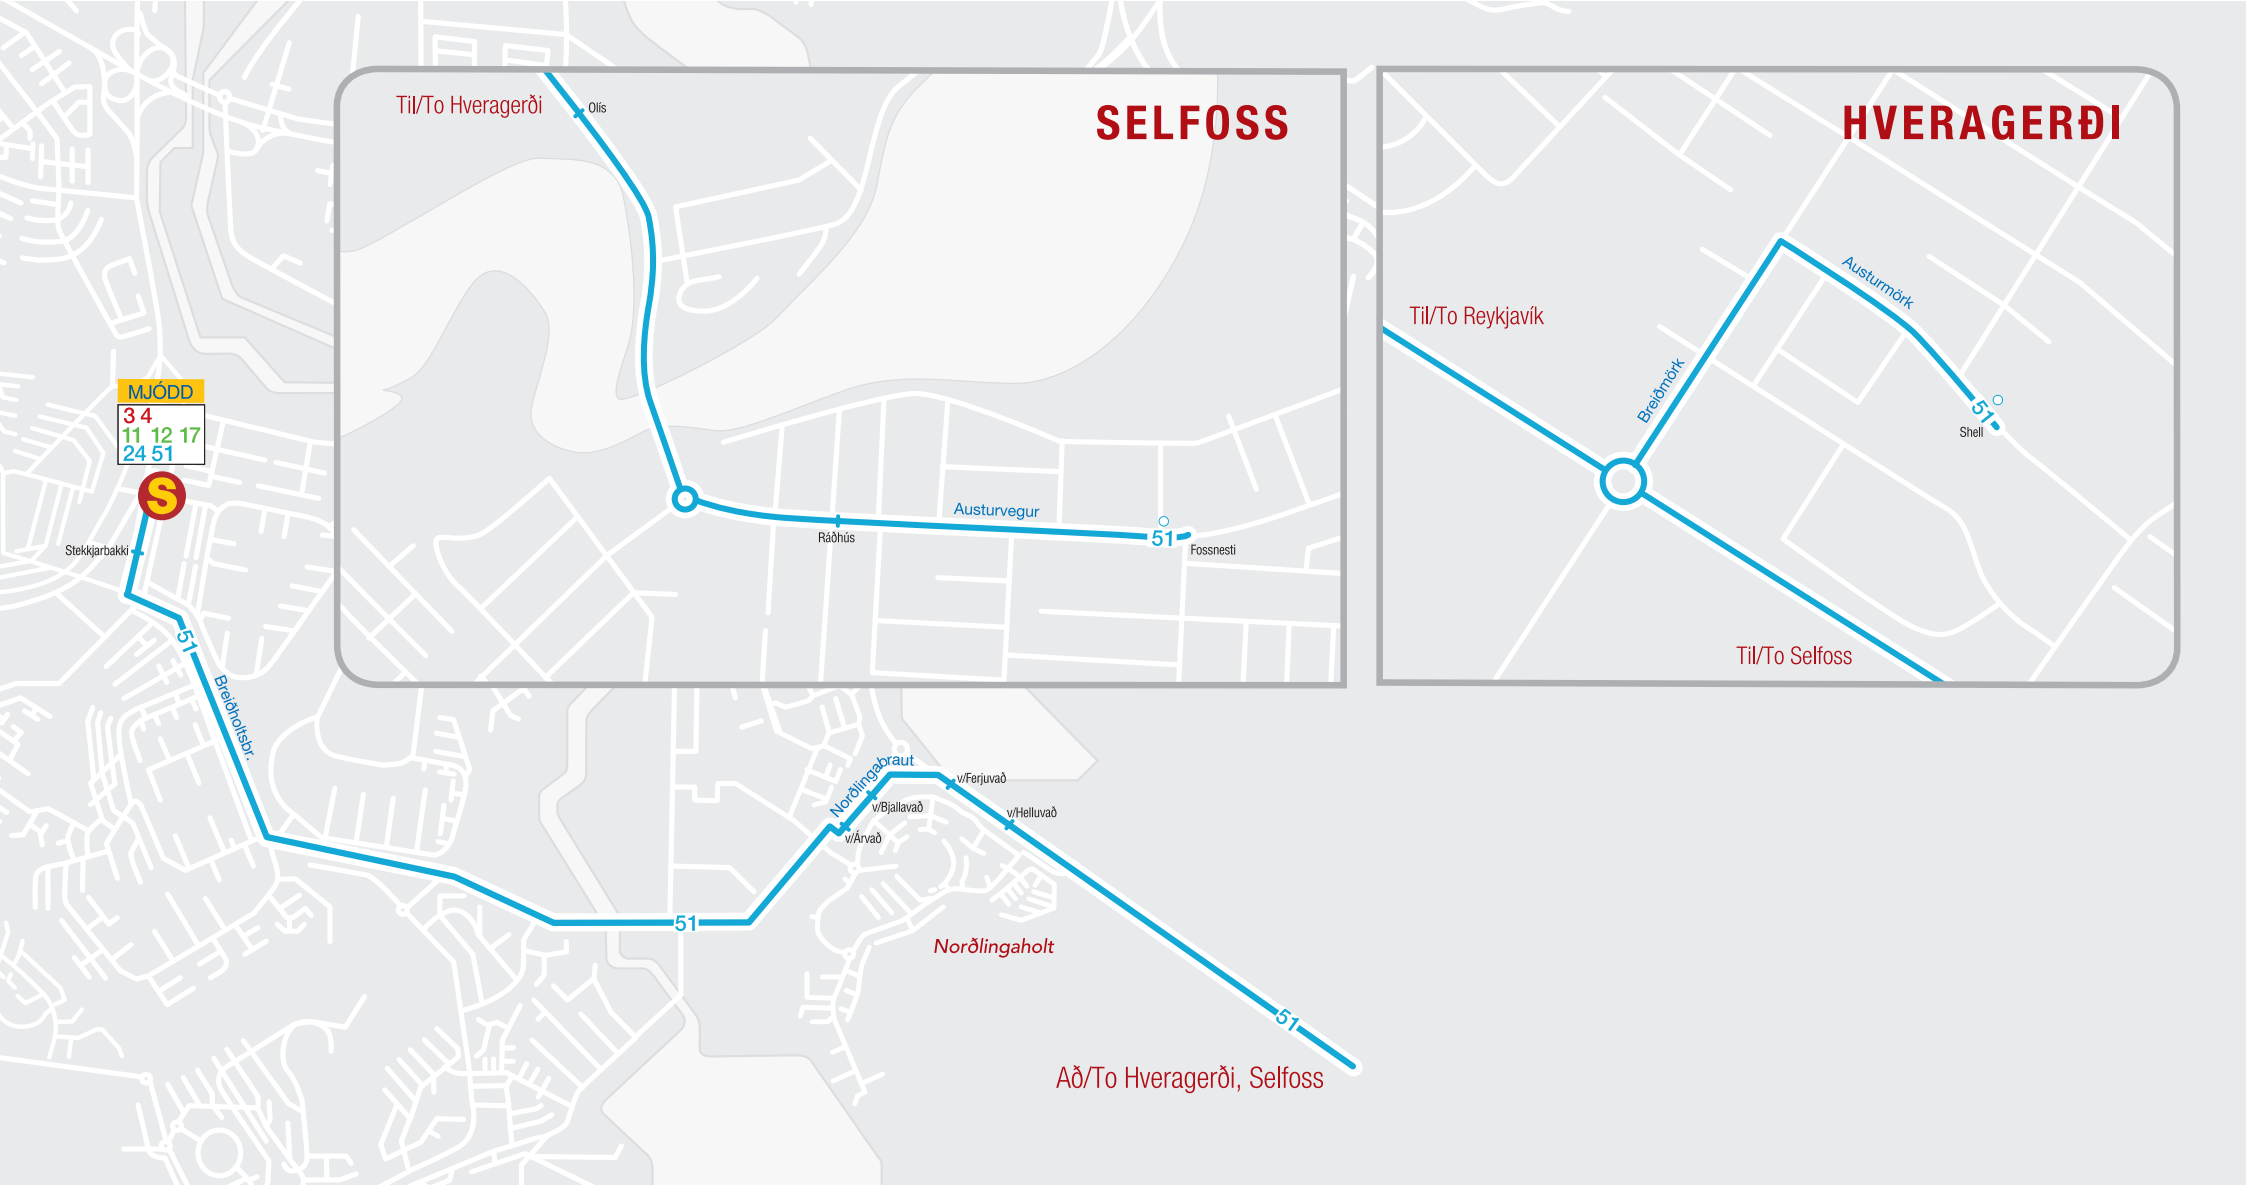 SELFOSS
Til/To Hveragerði
Olís
Ráðhús
Austurvegur
51
Fossnesti
HVERAGERÐI
Til/To Reykjavík
Austurmörk
Breiðmörk
51
Shell
Til/To Selfoss
MJÓDD
3 4
11 12 17
24 51
S
Stekkjarbakki
51
Breiðholtsbr.
51
Norðlingabraut
v/Árvað
v/Bjallavað
v/Ferjuvað
v/Helluvað
Norðlingaholt
51
Að/To Hveragerði, Selfoss